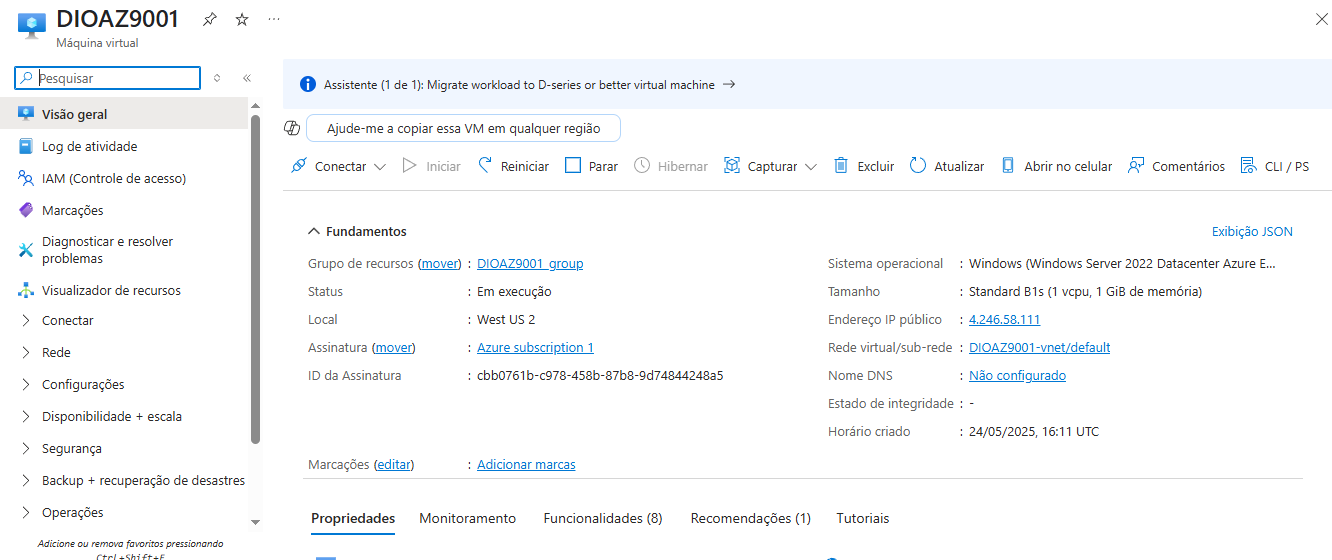 DIOAZ9001
Máquina virtual
Pesquisar
Visão geral
Log de atividade
IAM (Controle de acesso)
Marcações
Diagnosticar e resolver
problemas
Visualizador de recursos
Conectar
Rede
Configurações
Disponibilidade + escala
Segurança
Backup + recuperação de desastres
Operações
Adicione ou remova favoritos pressionando
Ctrl+Shift+F
Assistente (1 de 1): Migrate workload to D-series or better virtual machine →
Ajude-me a copiar essa VM em qualquer região
Conectar Iniciar Reiniciar Parar Hibernar Capturar Excluir Atualizar Abrir no celular Comentários CLI / PS
Fundamentos Exibição JSON
Grupo de recursos (mover) : DIOAZ9001_group
Status : Em execução
Local : West US 2
Assinatura (mover) : Azure subscription 1
ID da Assinatura : cbb0761b-c978-458b-87b8-9d74844248a5
Sistema operacional : Windows (Windows Server 2022 Datacenter Azure E...
Tamanho : Standard B1s (1 vcpu, 1 GiB de memória)
Endereço IP público : 4.246.58.111
Rede virtual/sub-rede : DIOAZ9001-vnet/default
Nome DNS : Não configurado
Estado de integridade : -
Horário criado : 24/05/2025, 16:11 UTC
Marcações (editar) : Adicionar marcas
Propriedades Monitoramento Funcionalidades (8) Recomendações (1) Tutoriais